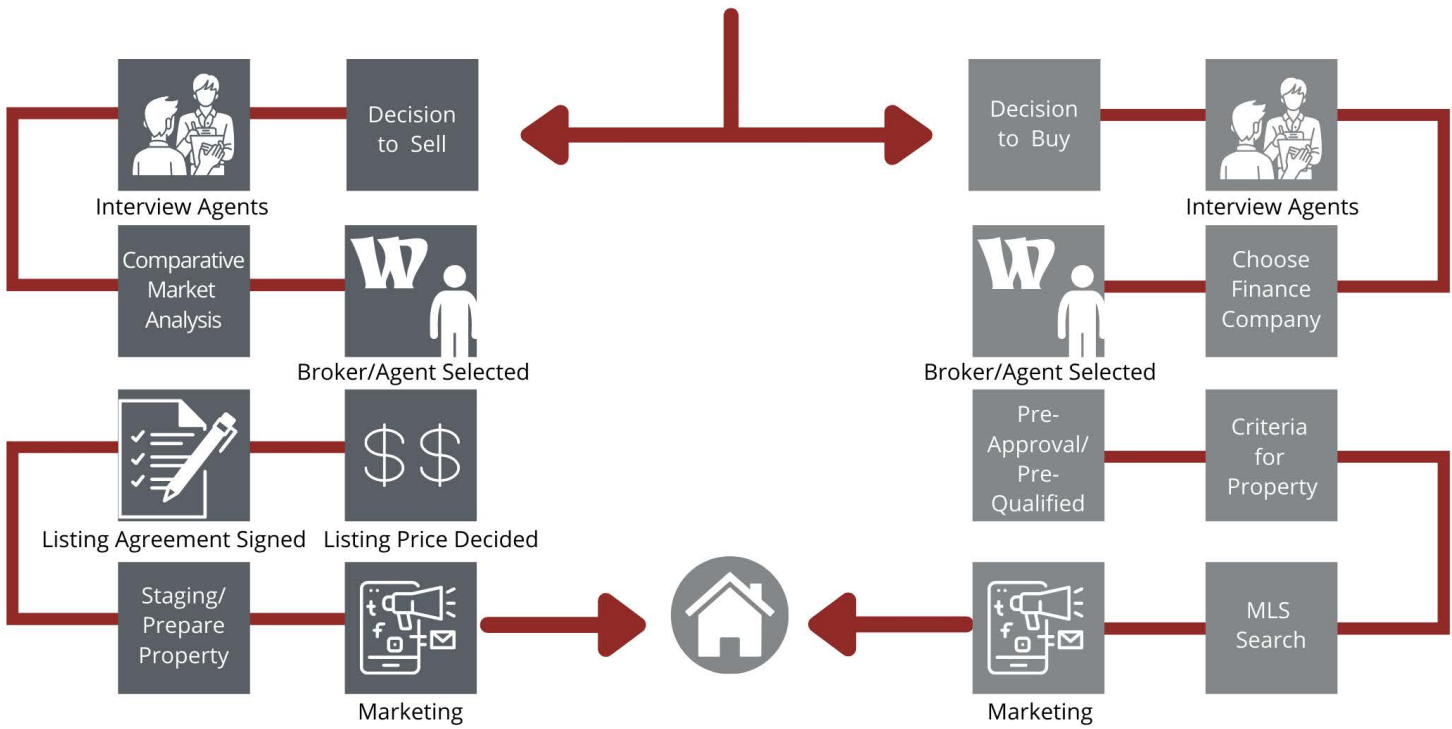 Decision
to Sell
Interview Agents
Comparative
Market
Analysis
W
Broker/Agent Selected
Listing Agreement Signed
$ $
Listing Price Decided
Staging/
Prepare
Property
t
f
Marketing
Decision
to Buy
Interview Agents
Choose
Finance
Company
W
Broker/Agent Selected
Pre-
Approval/
Pre-
Qualified
Criteria
for
Property
MLS
Search
t
f
Marketing